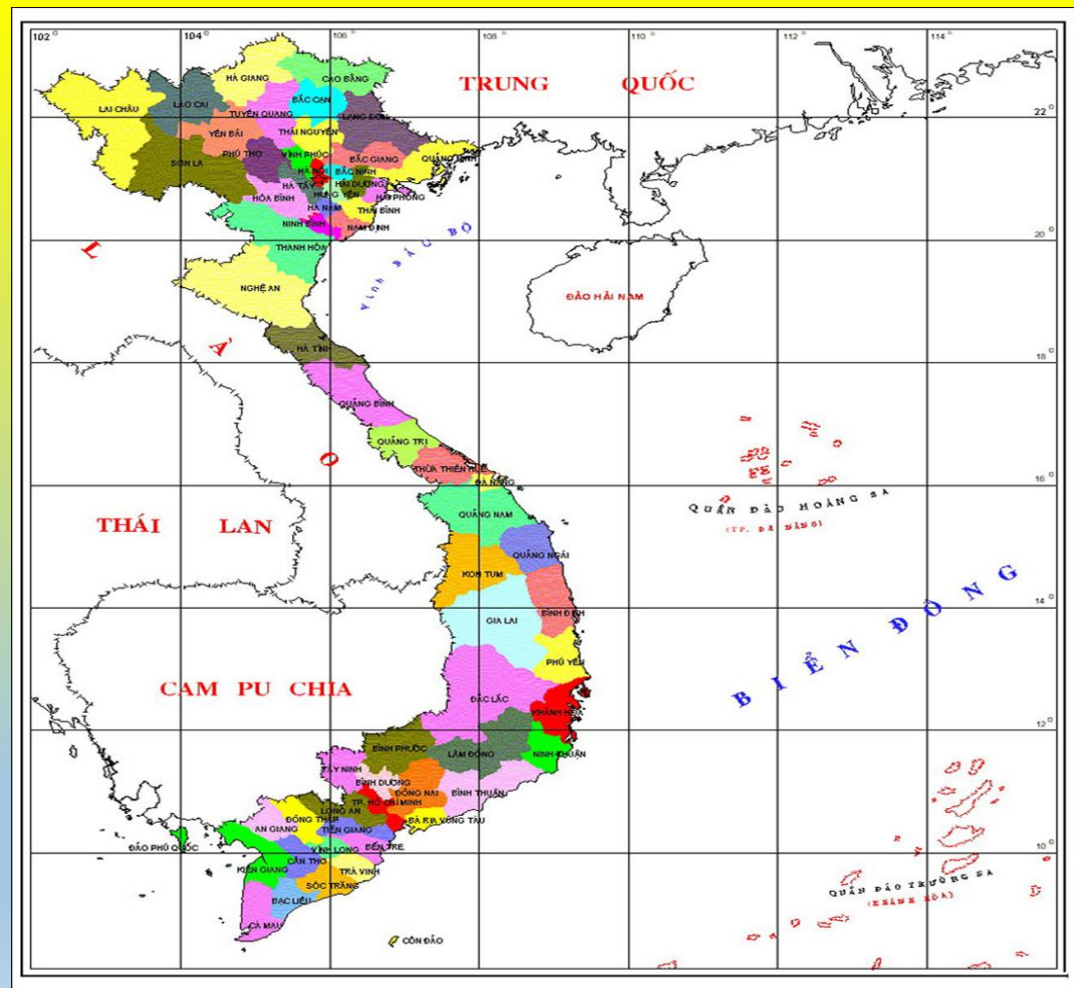 102° 104° 106° 108° 110° 112° 114°
HÀ GIANG
CAO BẰNG
TRUNG QUỐC
LAI CHÂU
LAO CAI
BẮC CẠN
TUYÊN QUANG
LẠNG SƠN
22°
YÊN BÁI
THÁI NGUYÊN
PHÚ THỌ
VĨNH PHÚC
BẮC GIANG
QUẢNG NINH
SƠN LA
HÀ NỘI
BẮC NINH
HÀ TÂY
HẢI DƯƠNG
HƯNG YÊN
HẢI PHÒNG
HÒA BÌNH
HÀ NAM
THÁI BÌNH
NINH BÌNH
NAM ĐỊNH
20°
THANH HÓA
LÀO
VỊNH BẮC BỘ
NGHỆ AN
ĐẢO HẢI NAM
HÀ TĨNH
18°
QUẢNG BÌNH
QUẢNG TRỊ
THỪA THIÊN HUẾ
ĐÀ NẴNG
16°
QUẦN ĐẢO HOÀNG SA
(TP. ĐÀ NẴNG)
THÁI LAN
QUẢNG NAM
QUẢNG NGÃI
KON TUM
14°
BIỂN ĐÔNG
GIA LAI
BÌNH ĐỊNH
PHÚ YÊN
CAM PU CHIA
ĐẮC LẮC
KHÁNH HÒA
12°
BÌNH PHƯỚC
LÂM ĐỒNG
NINH THUẬN
TÂY NINH
BÌNH DƯƠNG
ĐỒNG NAI
BÌNH THUẬN
TP. HỒ CHÍ MINH
LONG AN
BÀ RỊA VŨNG TÀU
ĐỒNG THÁP
AN GIANG
TIỀN GIANG
10°
ĐẢO PHÚ QUỐC
VĨNH LONG
BẾN TRE
CẦN THƠ
KIÊN GIANG
TRÀ VINH
SÓC TRĂNG
QUẦN ĐẢO TRƯỜNG SA
(KHÁNH HÒA)
BẠC LIÊU
CÀ MAU
CÔN ĐẢO